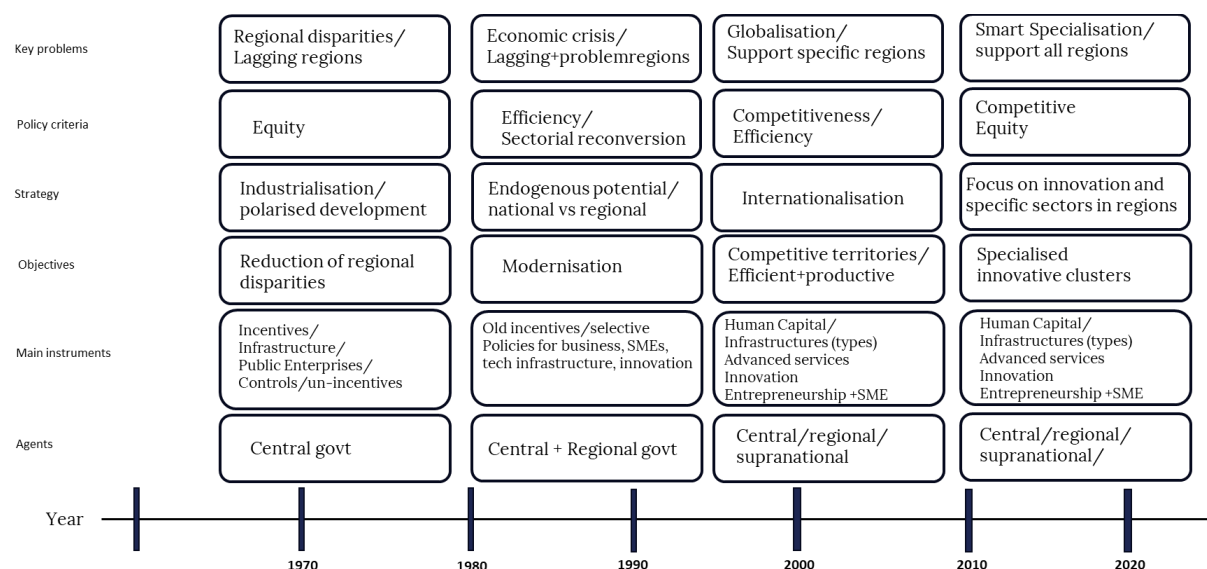 Key problems
Regional disparities/
Lagging regions
Economic crisis/
Lagging+problemregions
Globalisation/
Support specific regions
Smart Specialisation/
support all regions
Policy criteria
Equity
Efficiency/
Sectorial reconversion
Competitiveness/
Efficiency
Competitive
Equity
Strategy
Industrialisation/
polarised development
Endogenous potential/
national vs regional
Internationalisation
Focus on innovation and
specific sectors in regions
Objectives
Reduction of regional
disparities
Modernisation
Competitive territories/
Efficient+productive
Specialised
innovative clusters
Main instruments
Incentives/
Infrastructure/
Public Enterprises/
Controls/un-incentives
Old incentives/selective
Policies for business, SMEs,
tech infrastructure, innovation
Human Capital/
Infrastructures (types)
Advanced services
Innovation
Entrepreneurship +SME
Human Capital/
Infrastructures (types)
Advanced services
Innovation
Entrepreneurship +SME
Agents
Central govt
Central + Regional govt
Central/regional/
supranational
Central/regional/
supranational/
Year
1970
1980
1990
2000
2010
2020